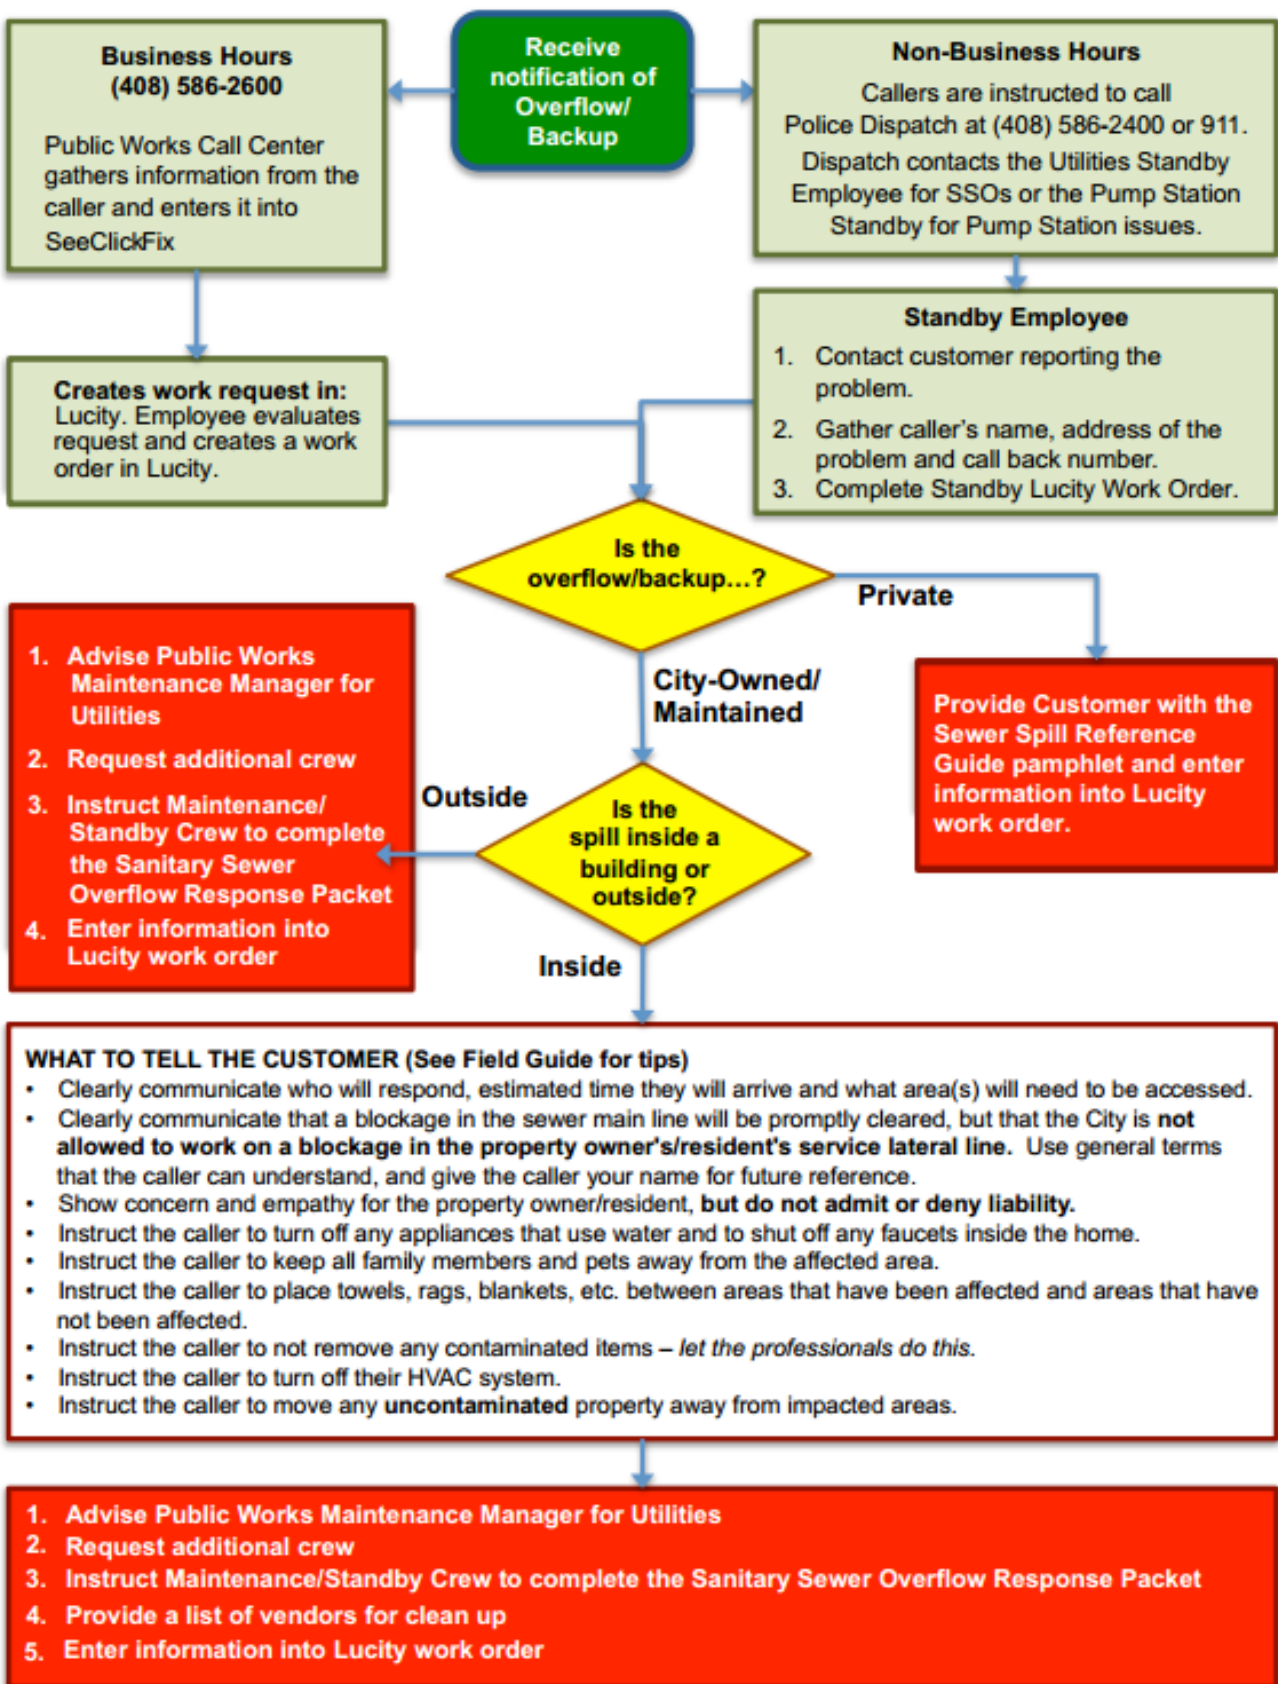 Receive
notification of
Overflow/
Backup
Business Hours
(408) 586-2600
Public Works Call Center
gathers information from the
caller and enters it into
SeeClickFix
Non-Business Hours
Callers are instructed to call
Police Dispatch at (408) 586-2400 or 911.
Dispatch contacts the Utilities Standby
Employee for SSOs or the Pump Station
Standby for Pump Station issues.
Creates work request in:
Lucity. Employee evaluates
request and creates a work
order in Lucity.
Standby Employee
1. Contact customer reporting the
problem.
2. Gather caller's name, address of the
problem and call back number.
3. Complete Standby Lucity Work Order.
Is the
overflow/backup...?
Private
City-Owned/
Maintained
Provide Customer with the
Sewer Spill Reference
Guide pamphlet and enter
information into Lucity
work order.
Is the
spill inside a
building or
outside?
Outside
1. Advise Public Works
Maintenance Manager for
Utilities
2. Request additional crew
3. Instruct Maintenance/
Standby Crew to complete
the Sanitary Sewer
Overflow Response Packet
4. Enter information into
Lucity work order
Inside
WHAT TO TELL THE CUSTOMER (See Field Guide for tips)
• Clearly communicate who will respond, estimated time they will arrive and what area(s) will need to be accessed.
• Clearly communicate that a blockage in the sewer main line will be promptly cleared, but that the City is not
allowed to work on a blockage in the property owner's/resident's service lateral line. Use general terms
that the caller can understand, and give the caller your name for future reference.
• Show concern and empathy for the property owner/resident, but do not admit or deny liability.
• Instruct the caller to turn off any appliances that use water and to shut off any faucets inside the home.
• Instruct the caller to keep all family members and pets away from the affected area.
• Instruct the caller to place towels, rags, blankets, etc. between areas that have been affected and areas that have
not been affected.
• Instruct the caller to not remove any contaminated items – let the professionals do this.
• Instruct the caller to turn off their HVAC system.
• Instruct the caller to move any uncontaminated property away from impacted areas.
1. Advise Public Works Maintenance Manager for Utilities
2. Request additional crew
3. Instruct Maintenance/Standby Crew to complete the Sanitary Sewer Overflow Response Packet
4. Provide a list of vendors for clean up
5. Enter information into Lucity work order